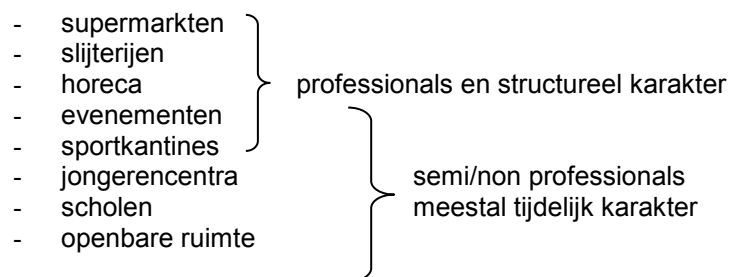 - supermarkten
- slijterijen
- horeca professionals en structureel karakter
- evenementen
- sportkantines
- jongerencentra semi/non professionals
- scholen meestal tijdelijk karakter
- openbare ruimte